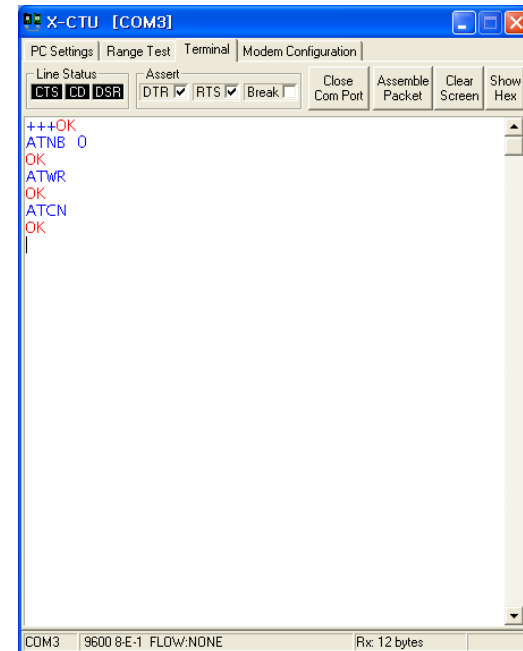 X-CTU [COM3]
PC Settings Range Test Terminal Modem Configuration
Line Status Assert
CTS CD DSR DTR RTS Break
Close Com Port
Assemble Packet
Clear Screen
Show Hex
+++OK
ATNB 0
OK
ATWR
OK
ATCN
OK
COM3 9600 8-E-1 FLOW:NONE Rx: 12 bytes